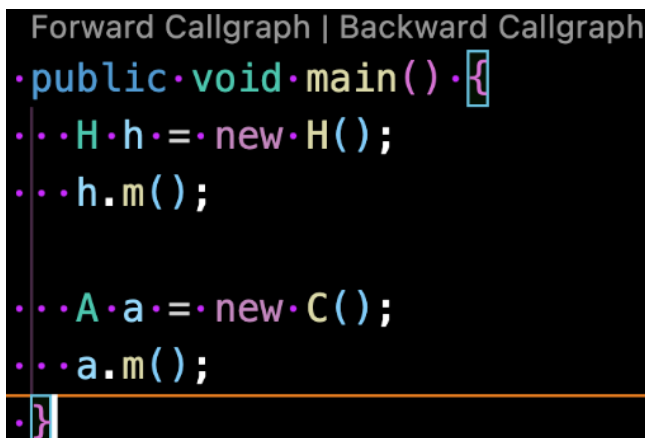 Forward Callgraph | Backward Callgraph
public void main() {
H h = new H();
h.m();
A a = new C();
a.m();
}